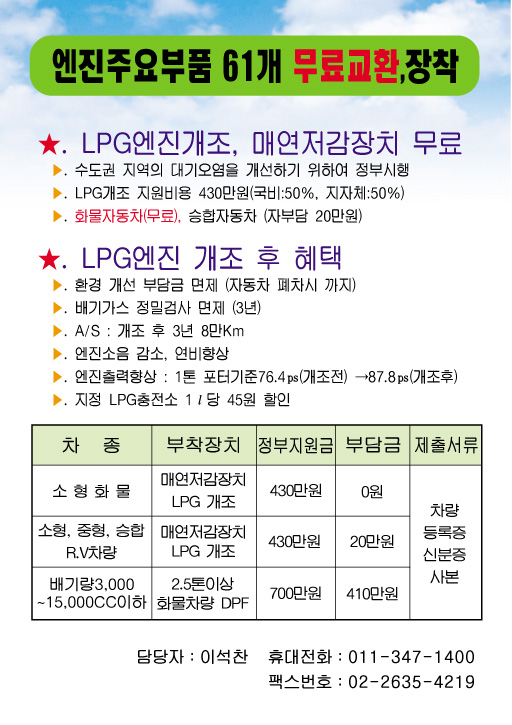 엔진주요부품 61개 무료교환,장착
★. LPG엔진개조, 매연저감장치 무료
▶. 수도권 지역의 대기오염을 개선하기 위하여 정부시행
▶. LPG개조 지원비용 430만원(국비:50%, 지자체:50%)
▶. 화물자동차(무료), 승합자동차 (자부담 20만원)
★. LPG엔진 개조 후 혜택
▶. 환경 개선 부담금 면제 (자동차 폐차시 까지)
▶. 배기가스 정밀검사 면제 (3년)
▶. A/S : 개조 후 3년 8만Km
▶. 엔진소음 감소, 연비향상
▶. 엔진출력향상 : 1톤 포터기준76.4ps(개조전) →87.8ps(개조후)
▶. 지정 LPG충전소 1 l 당 45원 할인
차 종 부착장치 정부지원금 부담금 제출서류
소 형 화 물 매연저감장치 LPG 개조 430만원 0원
소형, 중형, 승합 R.V차량 매연저감장치 LPG 개조 430만원 20만원
배기량3,000 ~15,000CC이하 2.5톤이상 화물차량 DPF 700만원 410만원
차량
등록증
신분증
사본
담당자 : 이석찬 휴대전화 : 011-347-1400
팩스번호 : 02-2635-4219